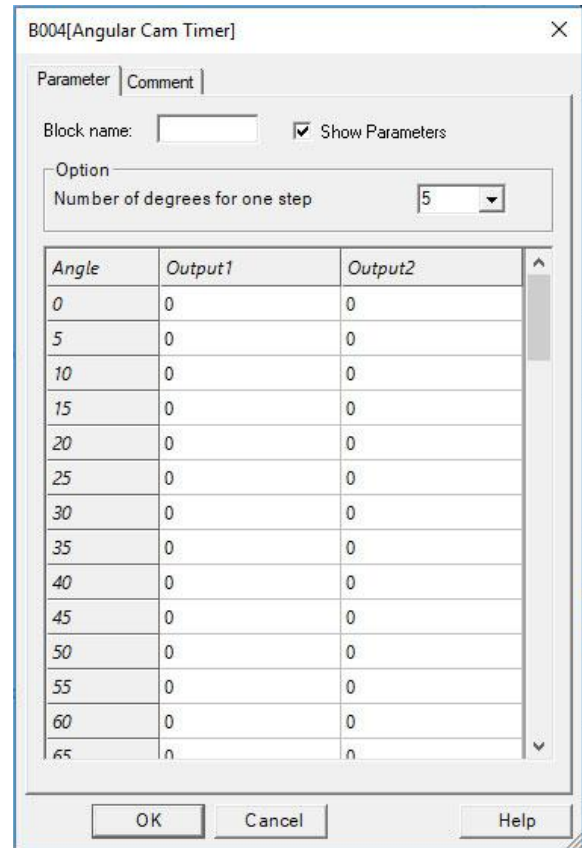 B004[Angular Cam Timer]
Parameter Comment
Block name: Show Parameters
Option
Number of degrees for one step 5
Angle Output1 Output2
0 0 0
5 0 0
10 0 0
15 0 0
20 0 0
25 0 0
30 0 0
35 0 0
40 0 0
45 0 0
50 0 0
55 0 0
60 0 0
65 0 0
OK Cancel Help